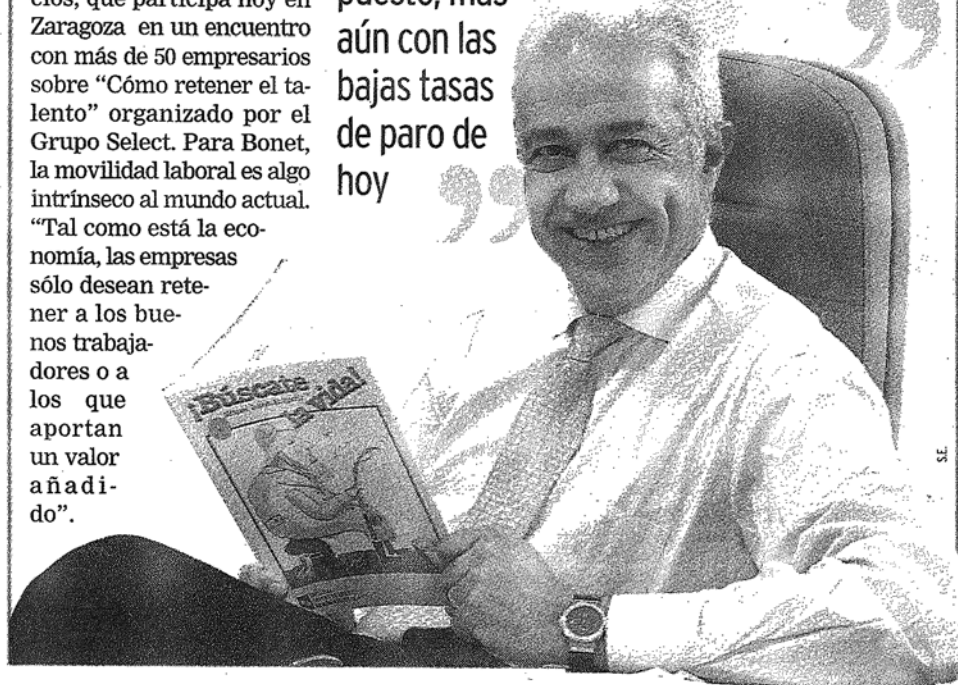 cios, que participa hoy en
Zaragoza en un encuentro
con más de 50 empresarios
sobre “Cómo retener el ta-
lento” organizado por el
Grupo Select. Para Bonet,
la movilidad laboral es algo
intrínseco al mundo actual.
“Tal como está la eco-
nomía, las empresas
sólo desean rete-
ner a los bue-
nos trabaja-
dores o a
los que
aportan
un valor
añadi-
do”.
puesto, más
aún con las
bajas tasas
de paro de
hoy
”
”
¡Búscate
la viña!
S.E.